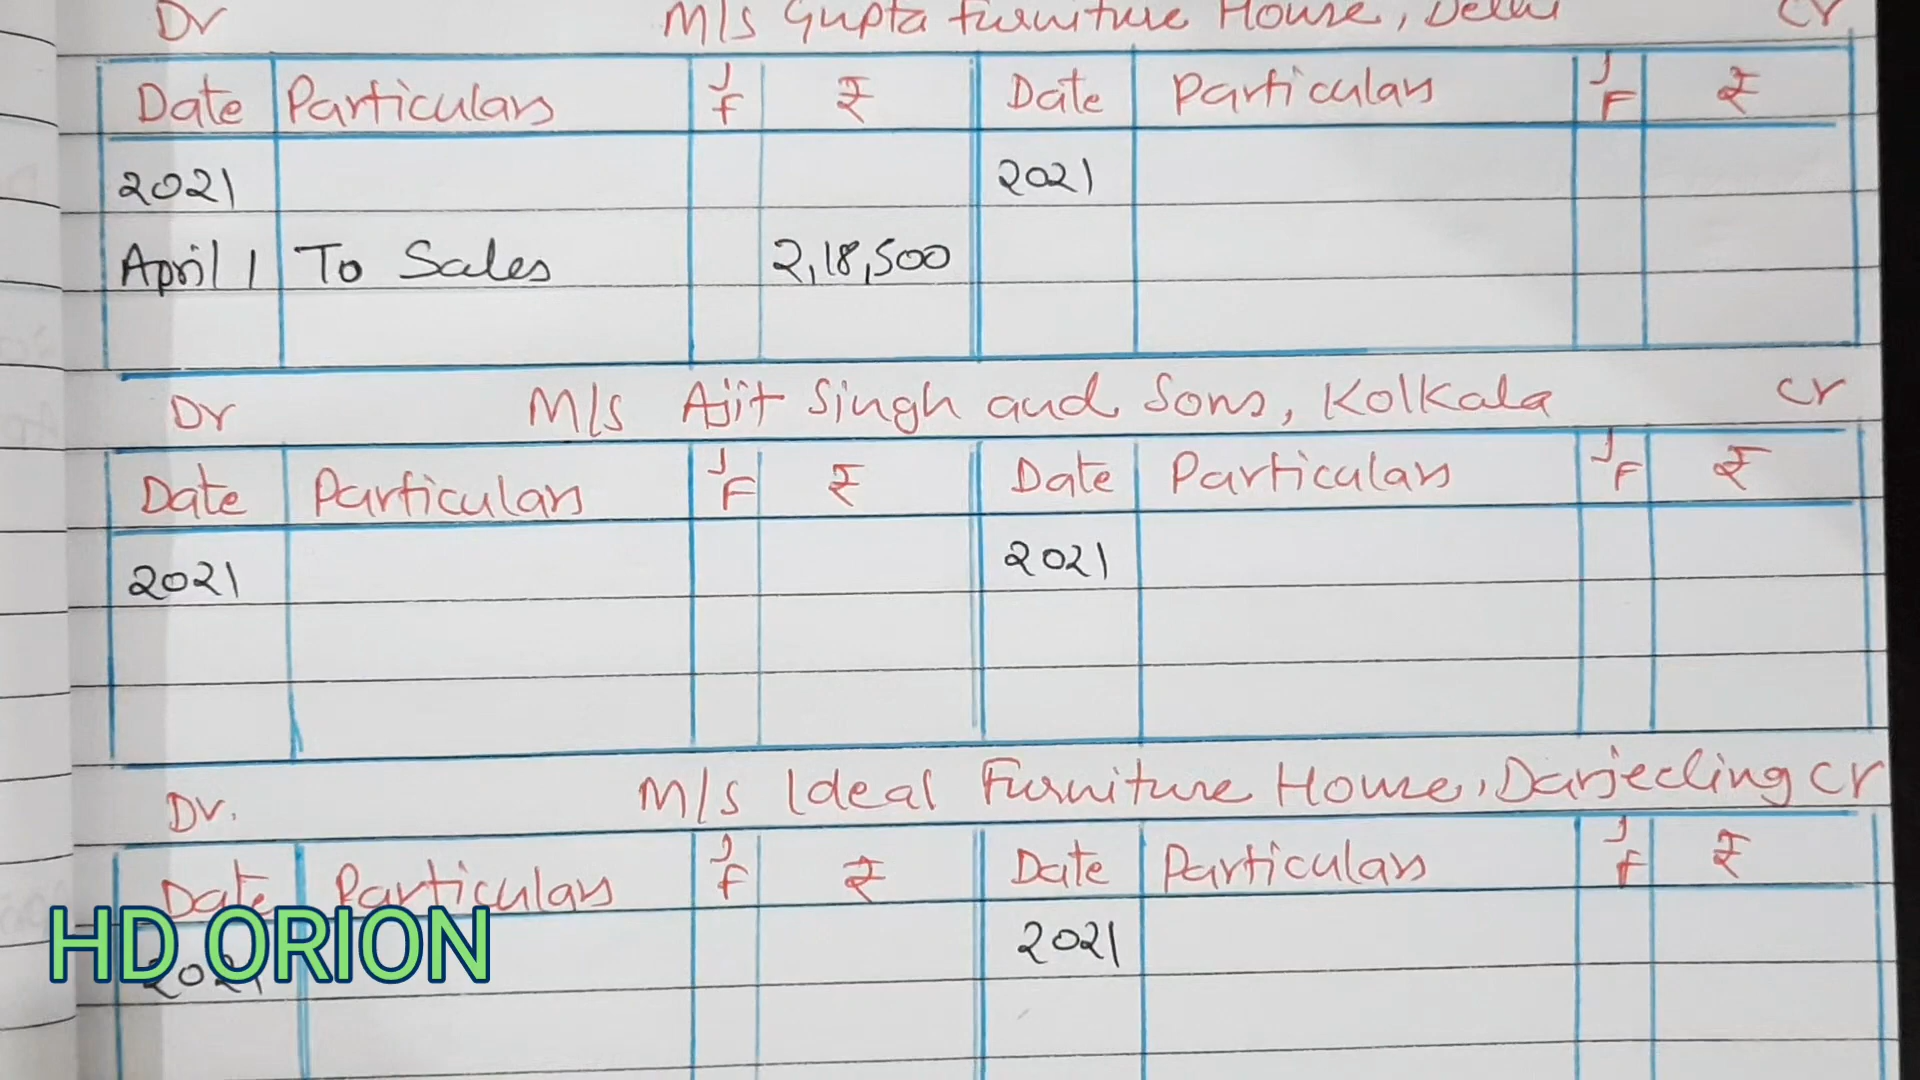 Dr M/s Gupta Furniture House, Delhi Cr
Date Particulars J F ₹ Date Particulars J F ₹
2021 2021
April 1 To Sales 2,18,500
Dr M/s Ajit Singh and Sons, Kolkala Cr
Date Particulars J F ₹ Date Particulars J F ₹
2021 2021
Dr. M/s Ideal Furniture House, Darjeeling Cr
Date Particulars J F ₹ Date Particulars J F ₹
2021 2021
HD ORION